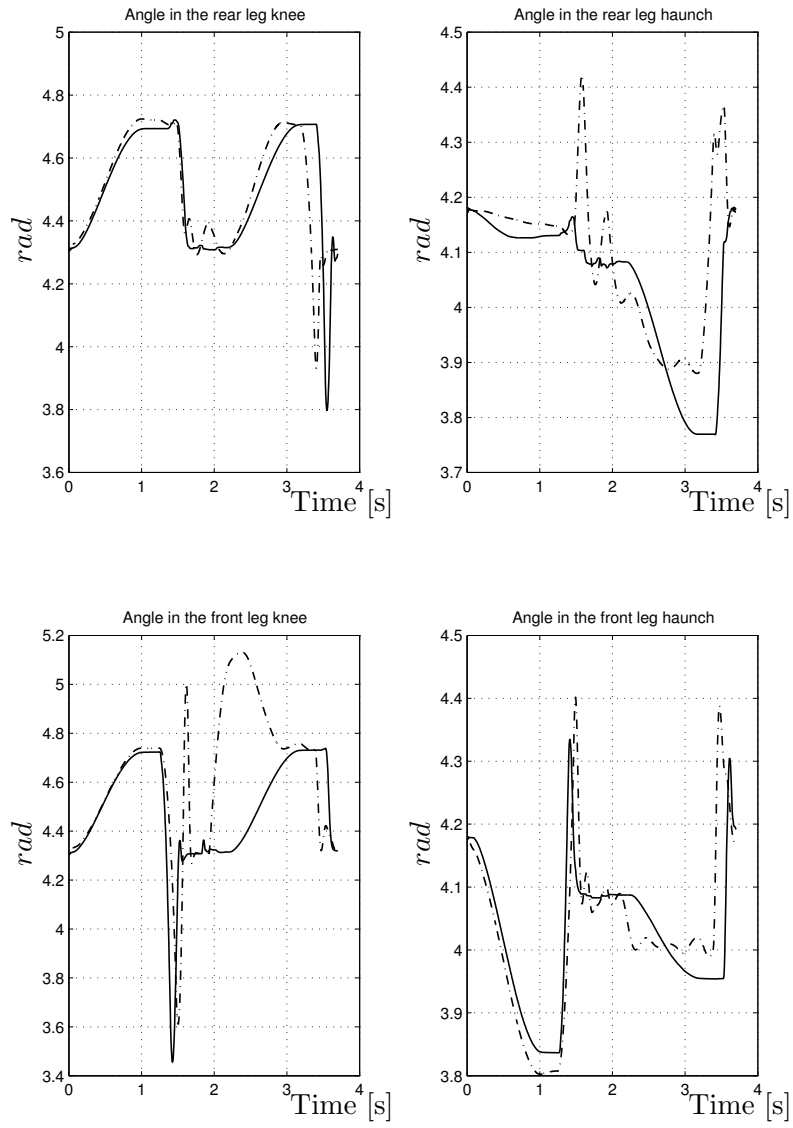 Angle in the rear leg knee
5
4.8
4.6
4.4
4.2
4
3.8
3.6
rad
0 1 2 3 4
Time [s]
Angle in the rear leg haunch
4.5
4.4
4.3
4.2
4.1
4
3.9
3.8
3.7
rad
0 1 2 3 4
Time [s]
Angle in the front leg knee
5.2
5
4.8
4.6
4.4
4.2
4
3.8
3.6
3.4
rad
0 1 2 3 4
Time [s]
Angle in the front leg haunch
4.5
4.4
4.3
4.2
4.1
4
3.9
3.8
rad
0 1 2 3 4
Time [s]